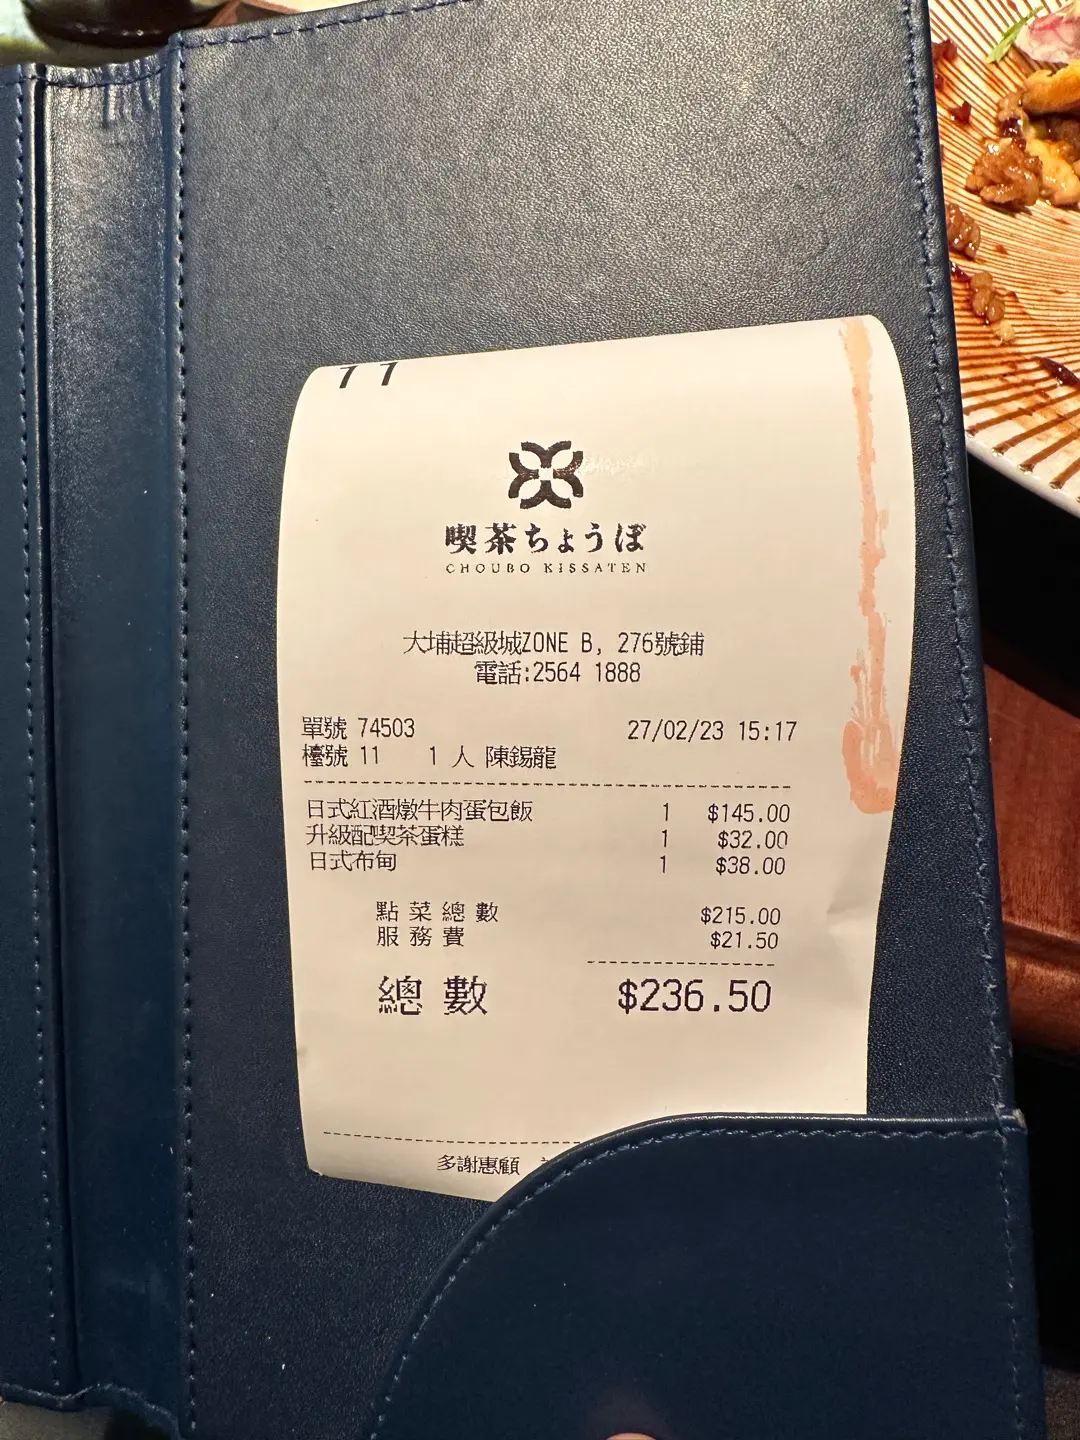 11
喫茶ちょうぼ
CHOUBO KISSATEN
大埔超級城ZONE B, 276號鋪
電話:2564 1888
單號 74503 27/02/23 15:17
檯號 11 1 人 陳錫龍
日式紅酒燉牛肉蛋包飯 1 $145.00
升級配喫茶蛋糕 1 $32.00
日式布甸 1 $38.00
點菜總數 $215.00
服務費 $21.50
總數 $236.50
多謝惠顧